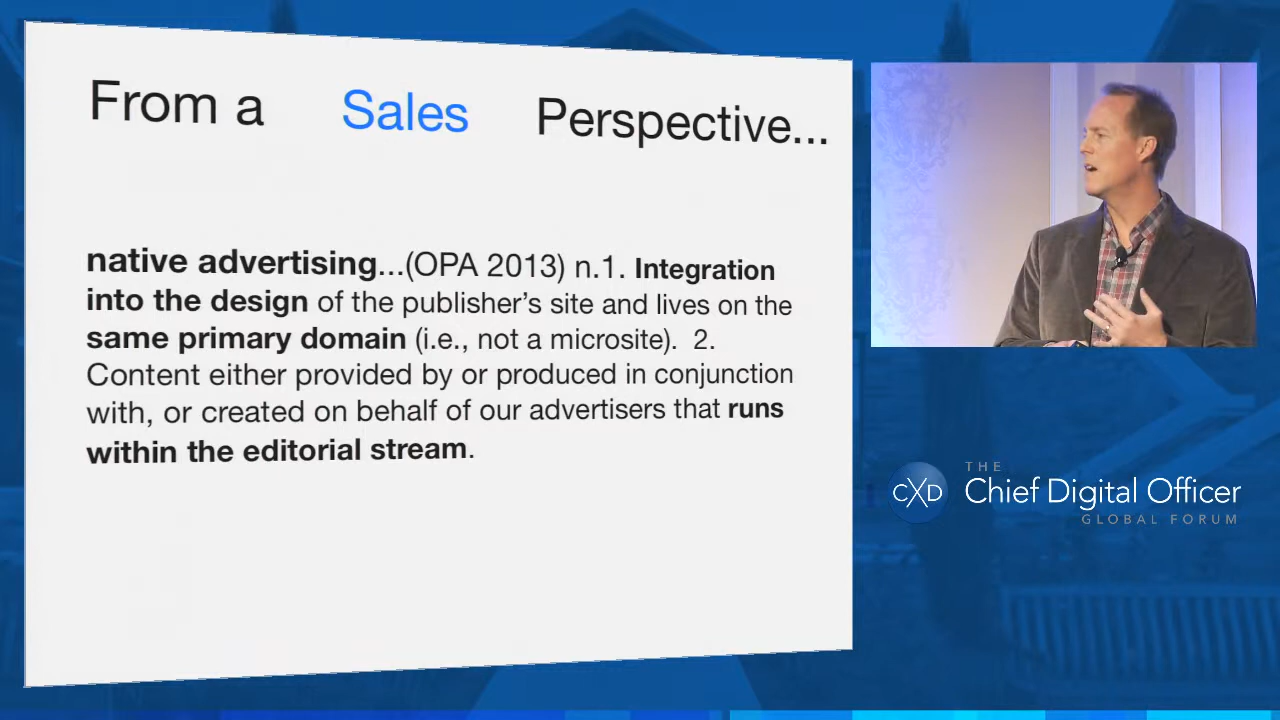 From a Sales Perspective...
native advertising...(OPA 2013) n.1. Integration
into the design of the publisher's site and lives on the
same primary domain (i.e., not a microsite). 2.
Content either provided by or produced in conjunction
with, or created on behalf of our advertisers that runs
within the editorial stream.
CXD
THE
Chief Digital Officer
GLOBAL FORUM